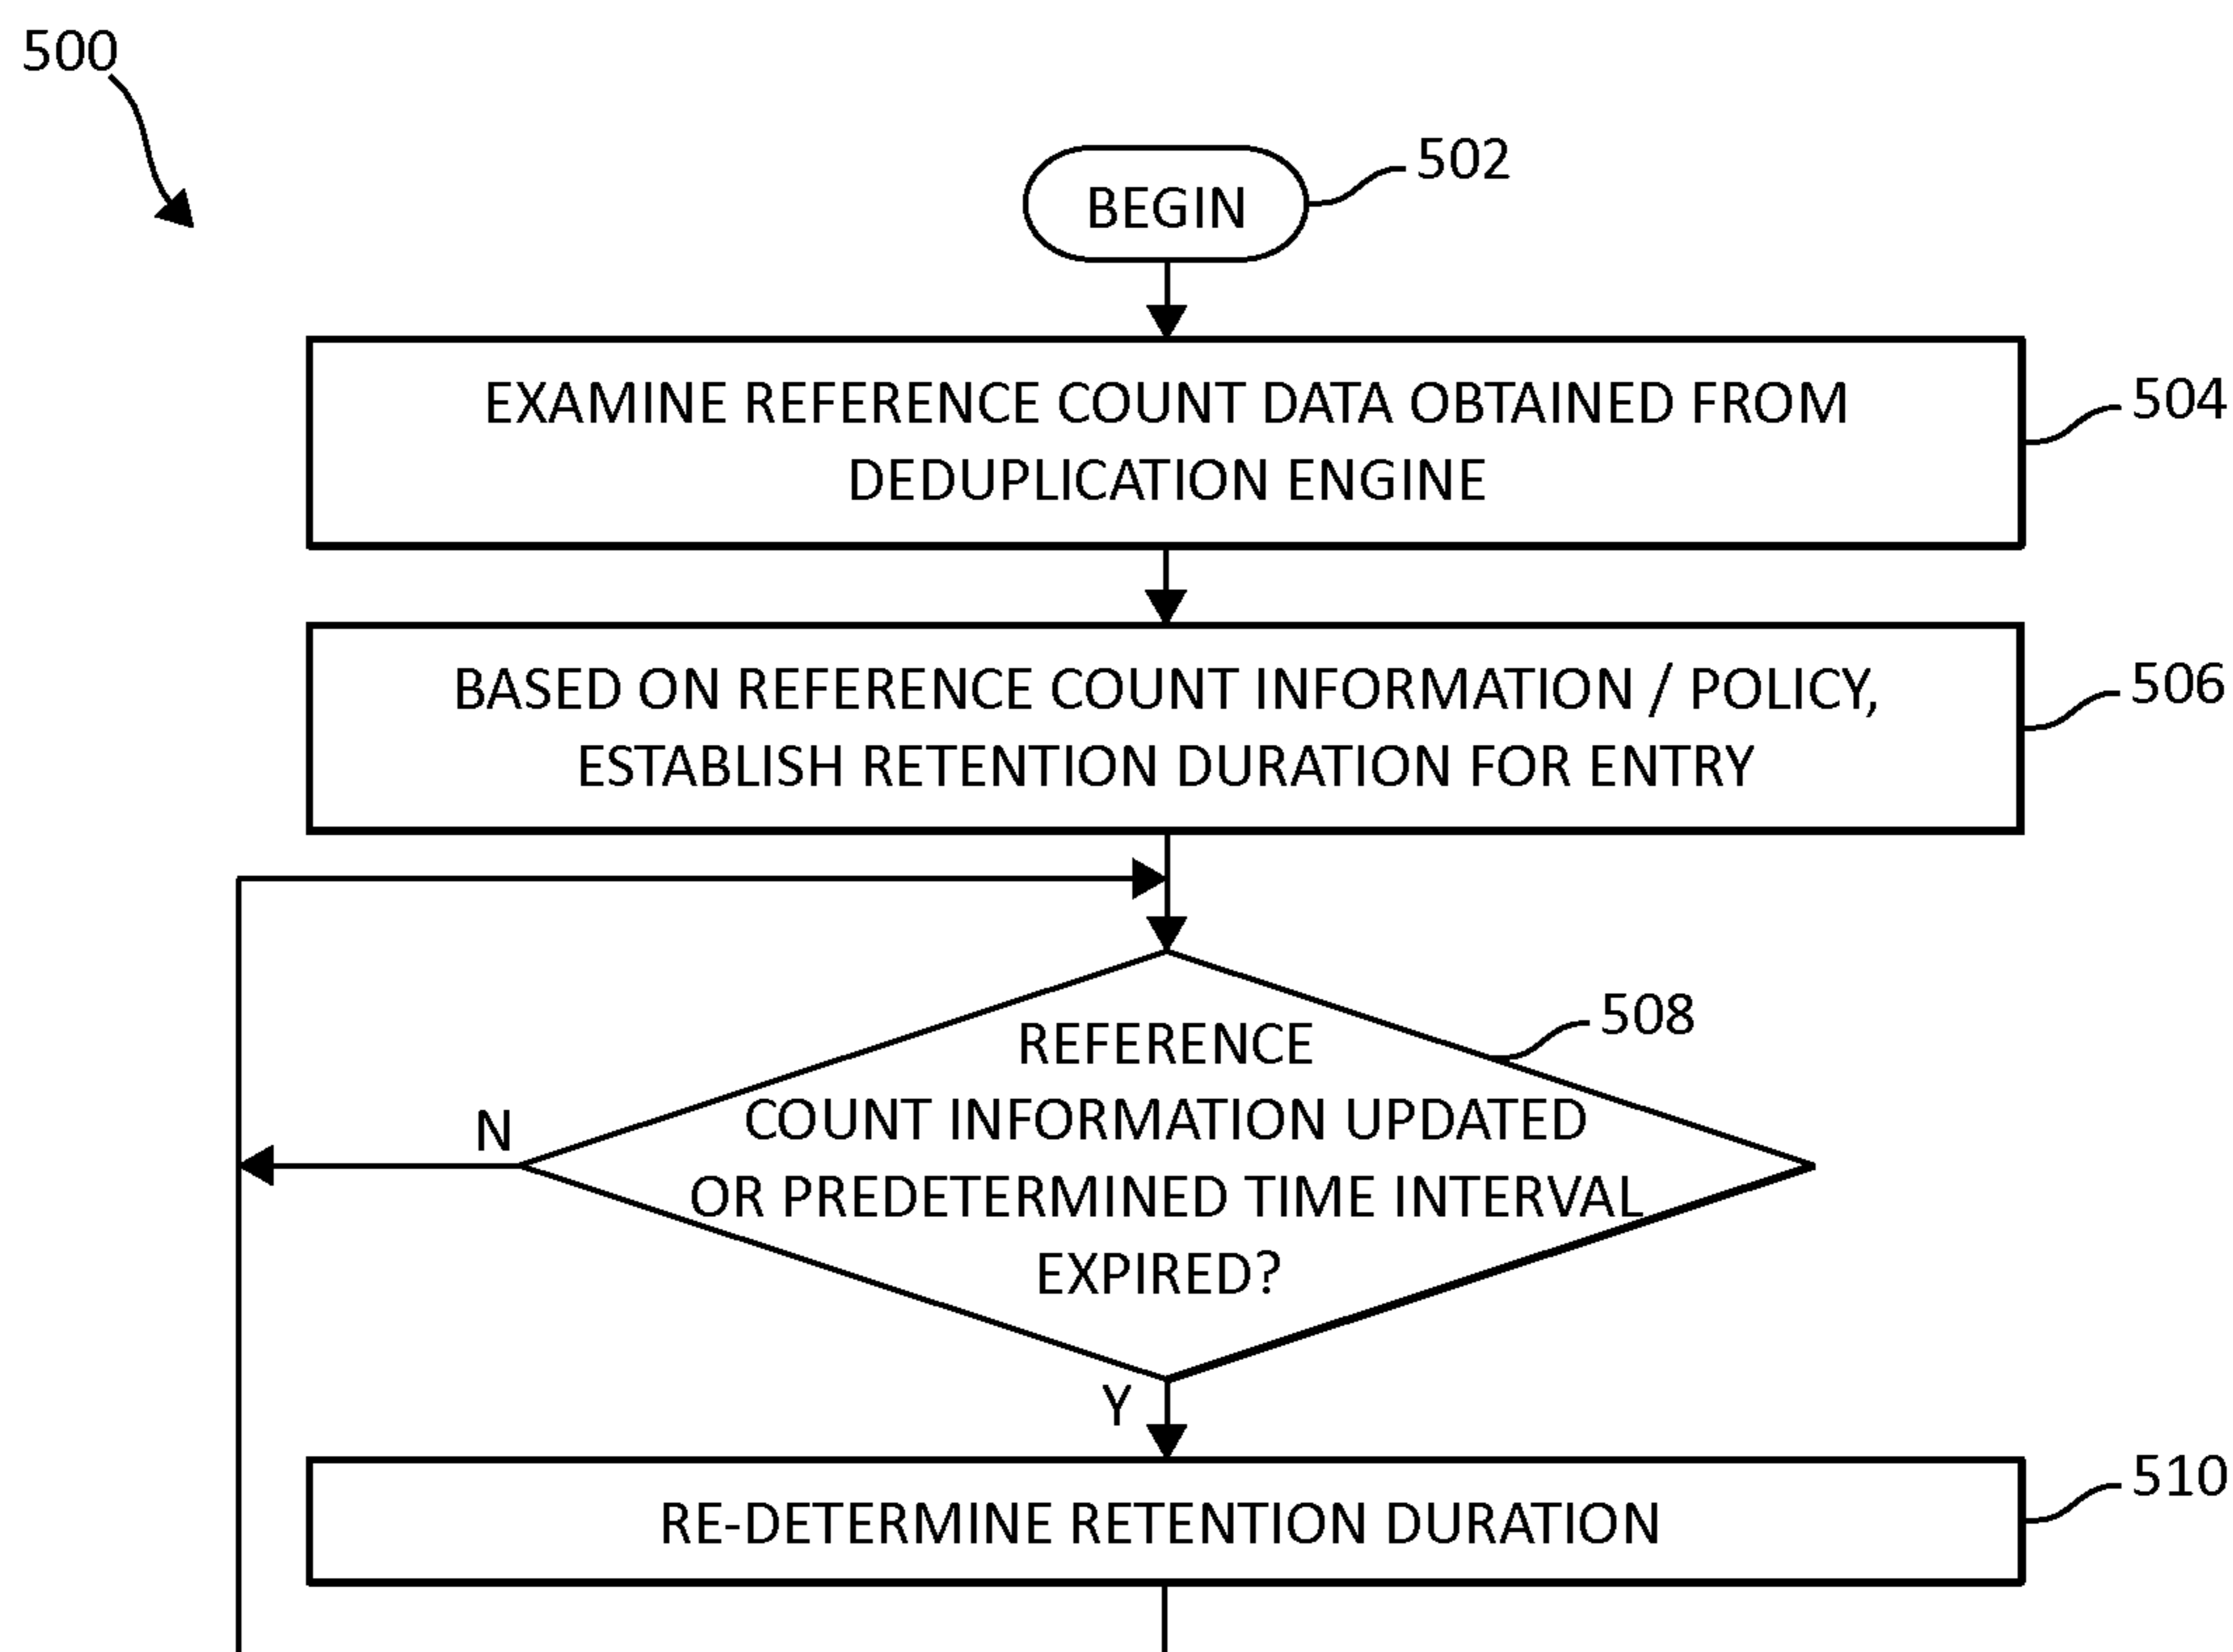 500
BEGIN
502
EXAMINE REFERENCE COUNT DATA OBTAINED FROM
DEDUPLICATION ENGINE
504
BASED ON REFERENCE COUNT INFORMATION / POLICY,
ESTABLISH RETENTION DURATION FOR ENTRY
506
REFERENCE
COUNT INFORMATION UPDATED
OR PREDETERMINED TIME INTERVAL
EXPIRED?
508
N
Y
RE-DETERMINE RETENTION DURATION
510